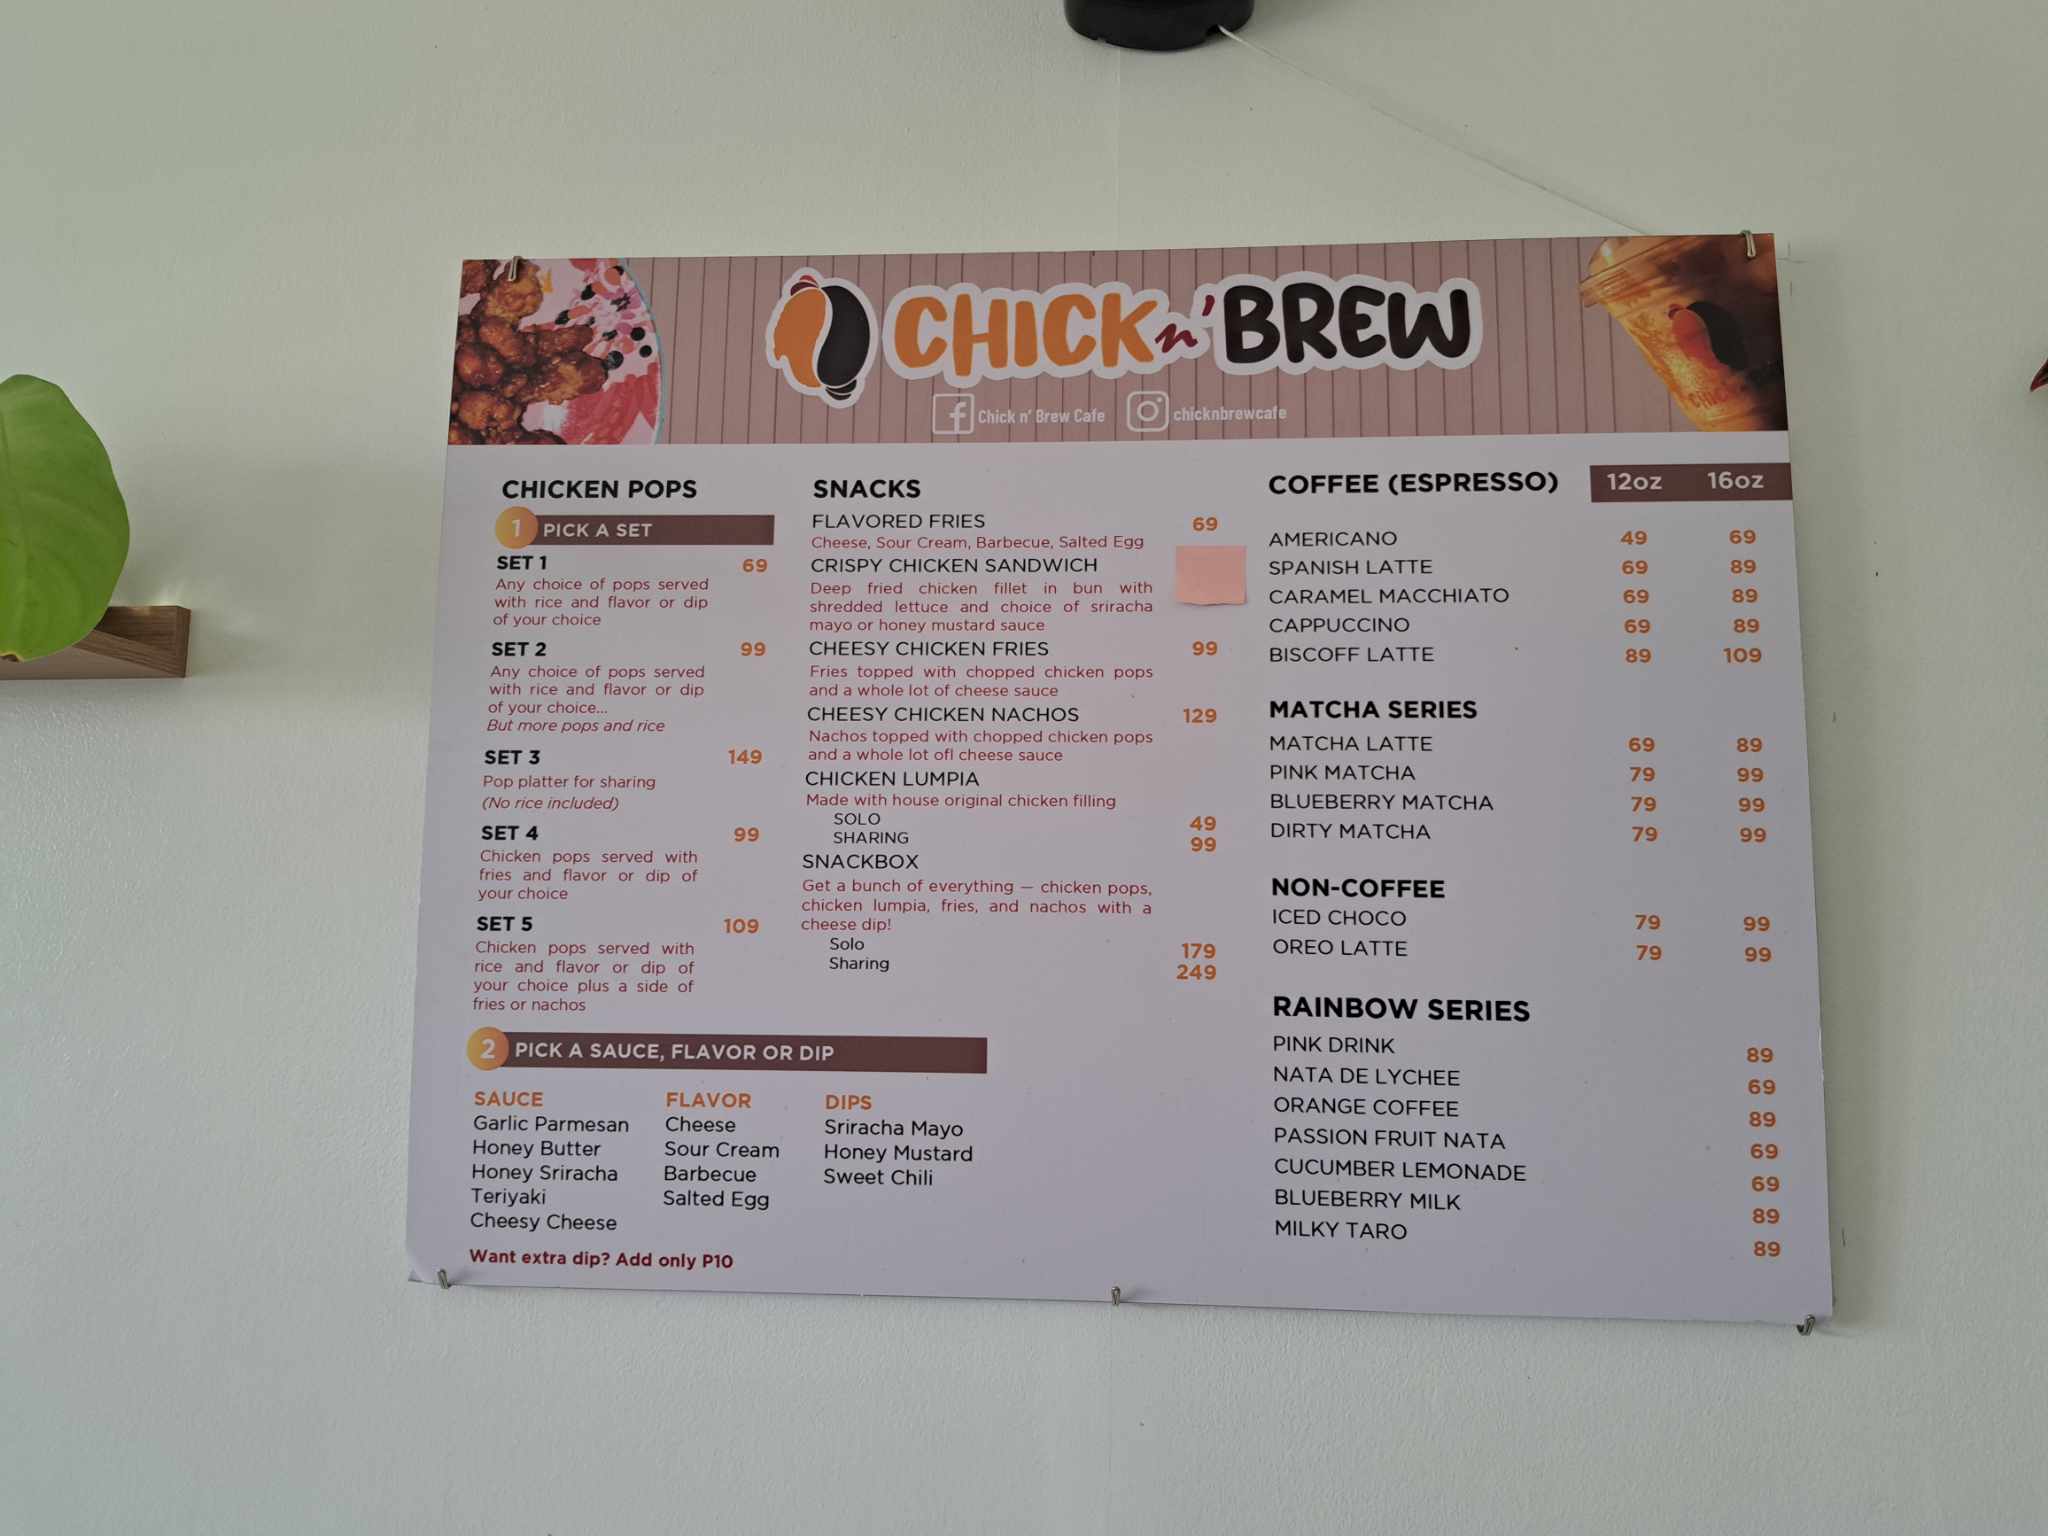 CHICK n' BREW
Chick n' Brew Cafe chicknbrewcafe
CHICKEN POPS
1 PICK A SET
SET 1 69
Any choice of pops served
with rice and flavor or dip
of your choice
SET 2 99
Any choice of pops served
with rice and flavor or dip
of your choice...
But more pops and rice
SET 3 149
Pop platter for sharing
(No rice included)
SET 4 99
Chicken pops served with
fries and flavor or dip of
your choice
SET 5 109
Chicken pops served with
rice and flavor or dip of
your choice plus a side of
fries or nachos
2 PICK A SAUCE, FLAVOR OR DIP
SAUCE
Garlic Parmesan
Honey Butter
Honey Sriracha
Teriyaki
Cheesy Cheese
FLAVOR
Cheese
Sour Cream
Barbecue
Salted Egg
DIPS
Sriracha Mayo
Honey Mustard
Sweet Chili
Want extra dip? Add only P10
SNACKS
FLAVORED FRIES 69
Cheese, Sour Cream, Barbecue, Salted Egg
CRISPY CHICKEN SANDWICH
Deep fried chicken fillet in bun with
shredded lettuce and choice of sriracha
mayo or honey mustard sauce
CHEESY CHICKEN FRIES 99
Fries topped with chopped chicken pops
and a whole lot of cheese sauce
CHEESY CHICKEN NACHOS 129
Nachos topped with chopped chicken pops
and a whole lot ofl cheese sauce
CHICKEN LUMPIA
Made with house original chicken filling
SOLO 49
SHARING 99
SNACKBOX
Get a bunch of everything — chicken pops,
chicken lumpia, fries, and nachos with a
cheese dip!
Solo 179
Sharing 249
COFFEE (ESPRESSO) 12oz 16oz
AMERICANO 49 69
SPANISH LATTE 69 89
CARAMEL MACCHIATO 69 89
CAPPUCCINO 69 89
BISCOFF LATTE 89 109
MATCHA SERIES
MATCHA LATTE 69 89
PINK MATCHA 79 99
BLUEBERRY MATCHA 79 99
DIRTY MATCHA 79 99
NON-COFFEE
ICED CHOCO 79 99
OREO LATTE 79 99
RAINBOW SERIES
PINK DRINK 89
NATA DE LYCHEE 69
ORANGE COFFEE 89
PASSION FRUIT NATA 69
CUCUMBER LEMONADE 69
BLUEBERRY MILK 89
MILKY TARO 89